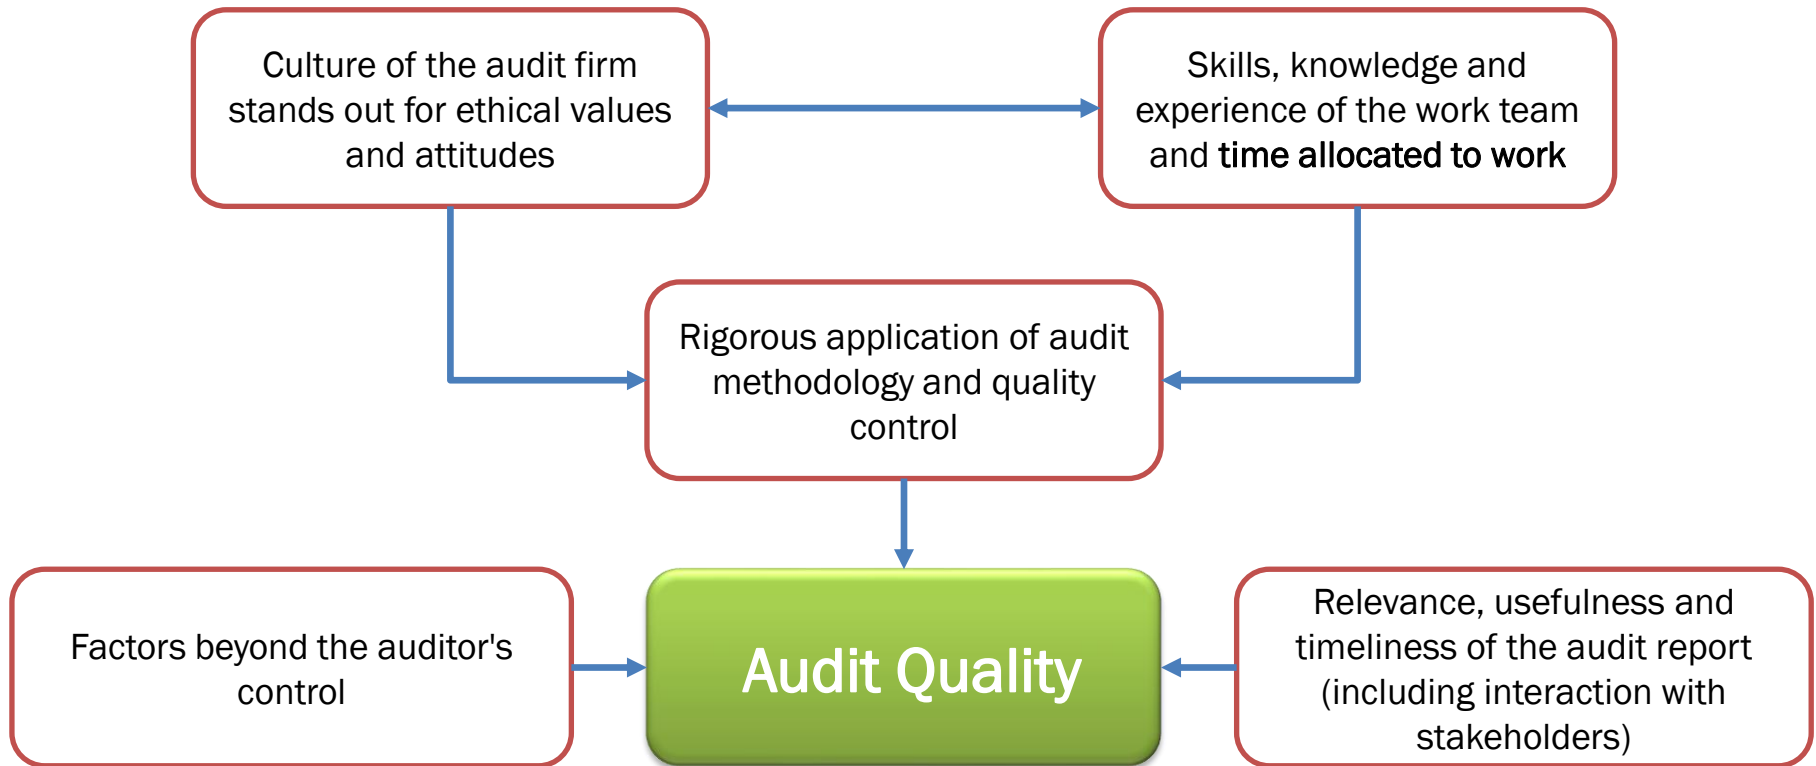 Culture of the audit firm
stands out for ethical values
and attitudes
Skills, knowledge and
experience of the work team
and time allocated to work
Rigorous application of audit
methodology and quality
control
Factors beyond the auditor's
control
Audit Quality
Relevance, usefulness and
timeliness of the audit report
(including interaction with
stakeholders)